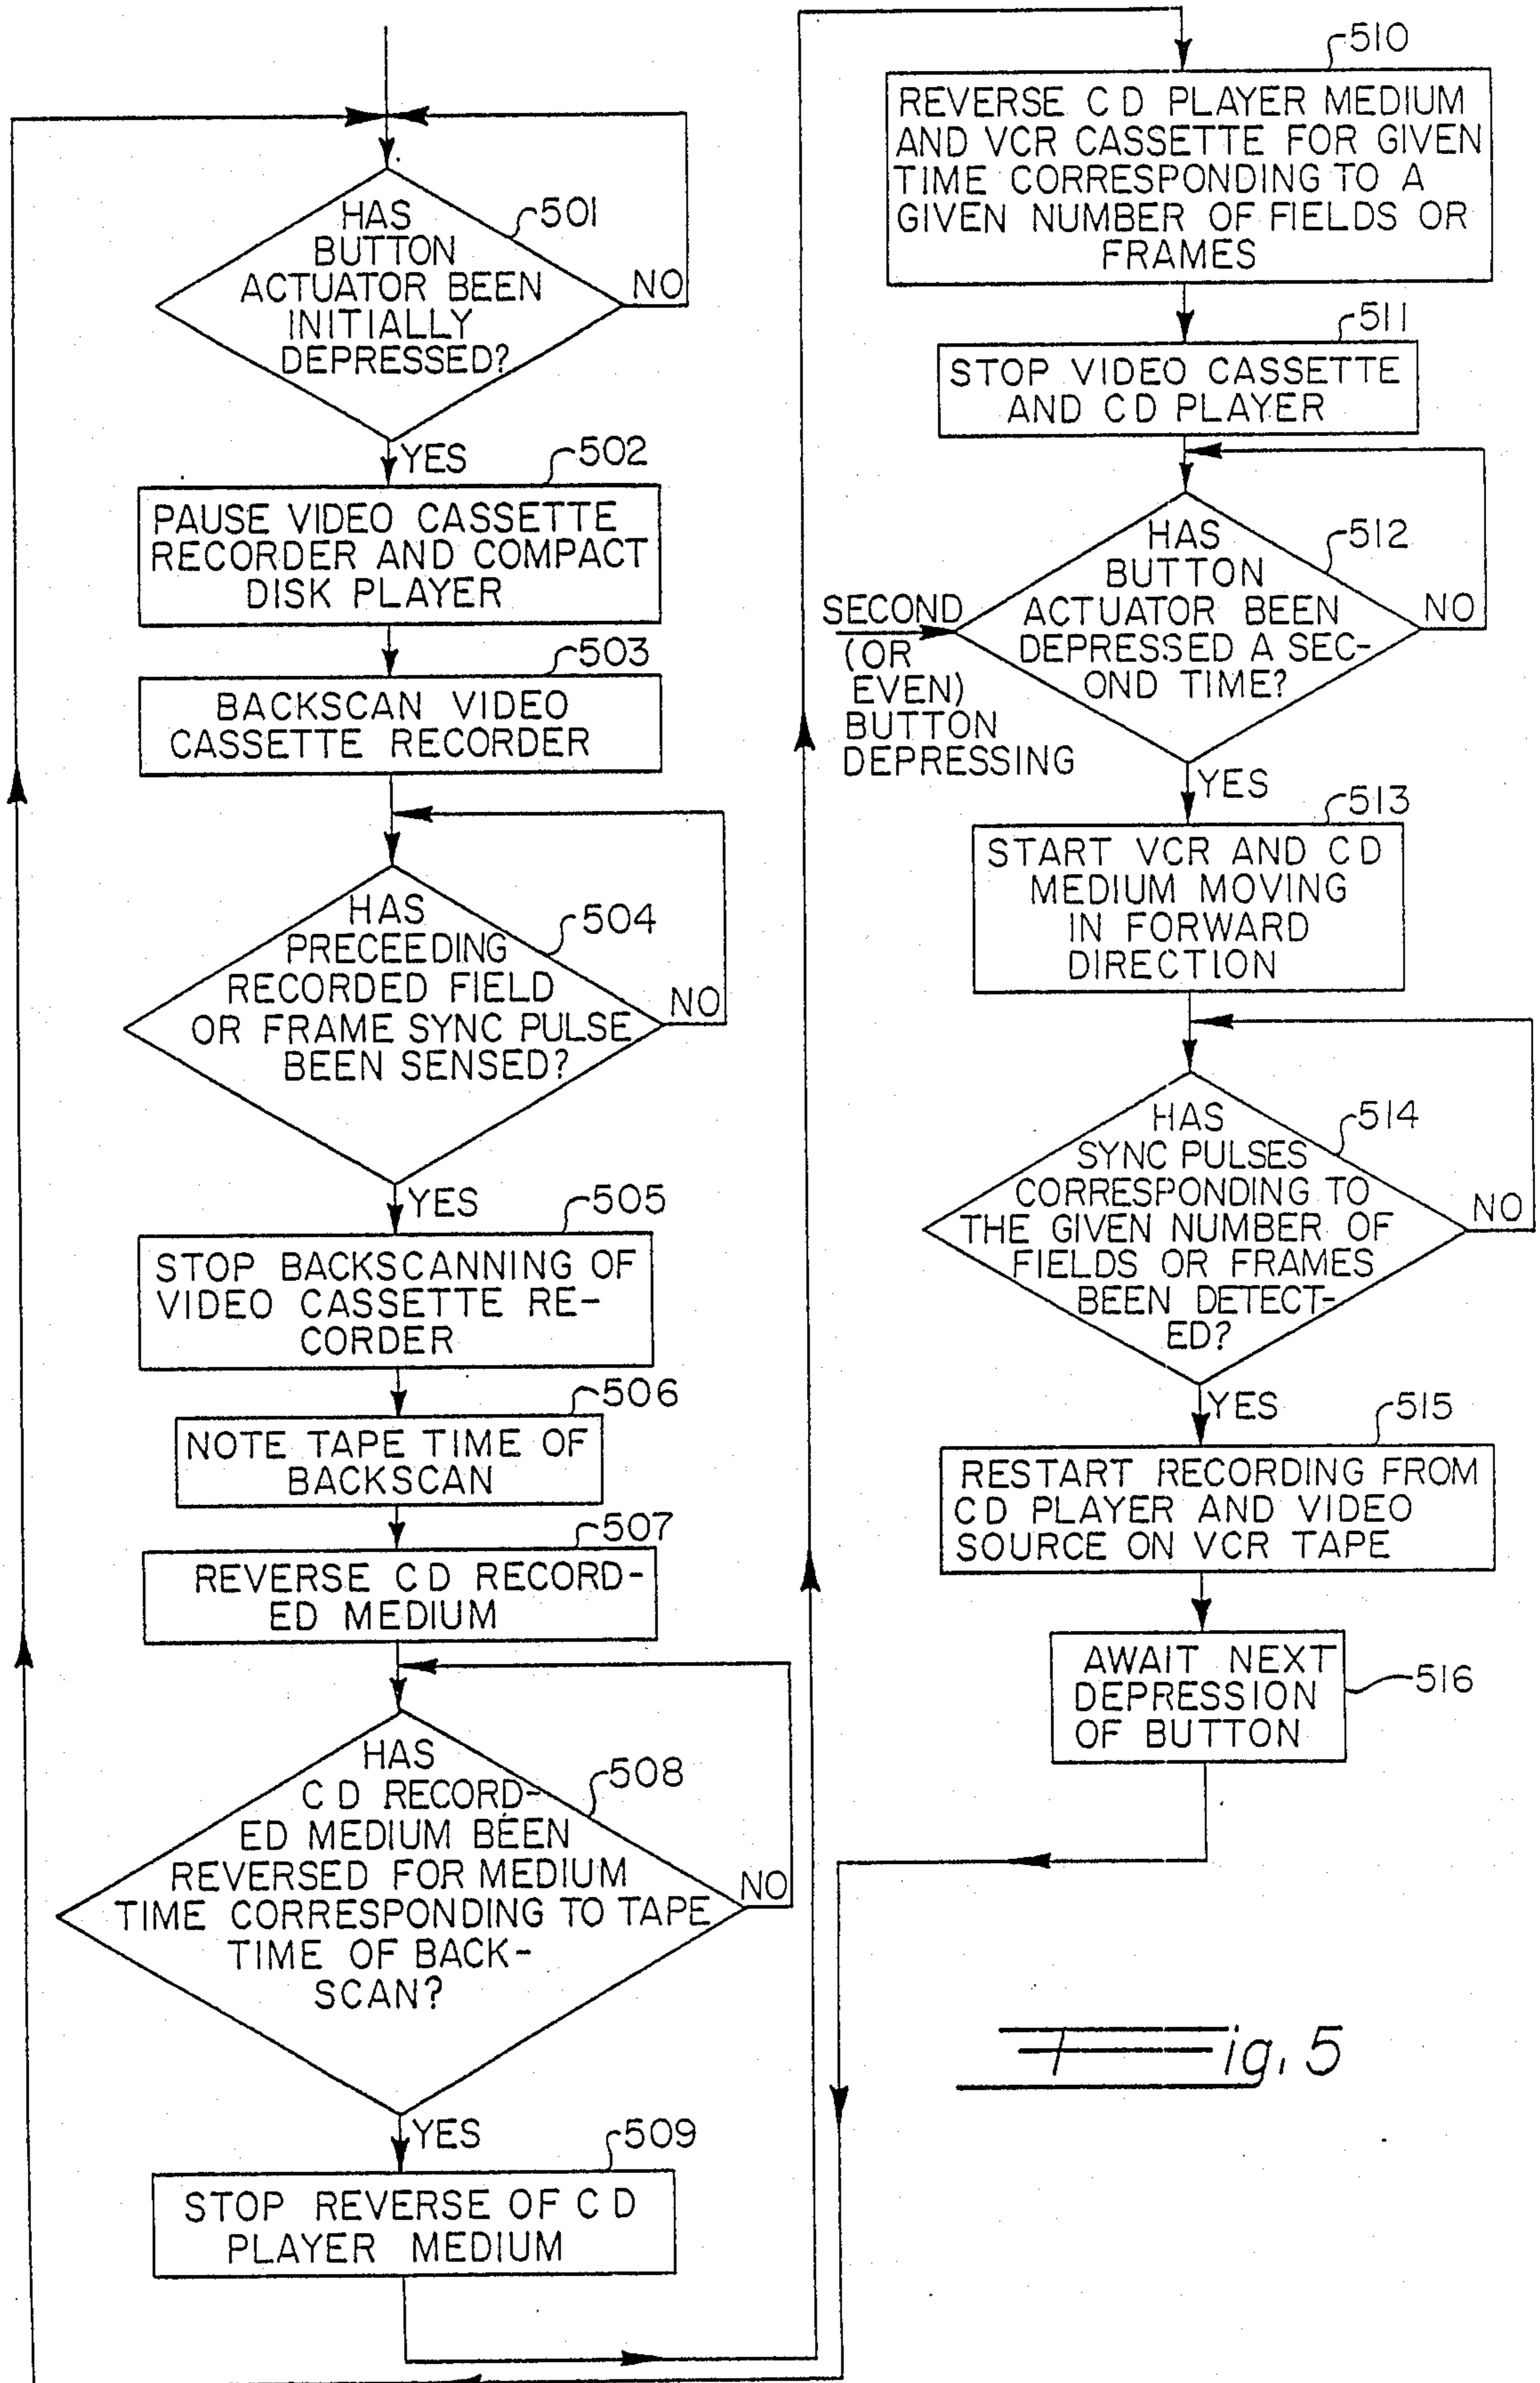 501
HAS
BUTTON
ACTUATOR BEEN
INITIALLY
DEPRESSED?
NO
YES
502
PAUSE VIDEO CASSETTE
RECORDER AND COMPACT
DISK PLAYER
503
BACKSCAN VIDEO
CASSETTE RECORDER
504
HAS
PRECEEDING
RECORDED FIELD
OR FRAME SYNC PULSE
BEEN SENSED?
NO
YES
505
STOP BACKSCANNING OF
VIDEO CASSETTE RE-
CORDER
506
NOTE TAPE TIME OF
BACKSCAN
507
REVERSE CD RECORD-
ED MEDIUM
508
HAS
CD RECORD-
ED MEDIUM BEEN
REVERSED FOR MEDIUM
TIME CORRESPONDING TO TAPE
TIME OF BACK-
SCAN?
NO
YES
509
STOP REVERSE OF CD
PLAYER MEDIUM
510
REVERSE CD PLAYER MEDIUM
AND VCR CASSETTE FOR GIVEN
TIME CORRESPONDING TO A
GIVEN NUMBER OF FIELDS OR
FRAMES
511
STOP VIDEO CASSETTE
AND CD PLAYER
512
HAS
BUTTON
ACTUATOR BEEN
DEPRESSED A SEC-
OND TIME?
NO
SECOND
(OR
EVEN)
BUTTON
DEPRESSING
YES
513
START VCR AND CD
MEDIUM MOVING
IN FORWARD
DIRECTION
514
HAS
SYNC PULSES
CORRESPONDING TO
THE GIVEN NUMBER OF
FIELDS OR FRAMES
BEEN DETECT-
ED?
NO
YES
515
RESTART RECORDING FROM
CD PLAYER AND VIDEO
SOURCE ON VCR TAPE
516
AWAIT NEXT
DEPRESSION
OF BUTTON
Fig. 5